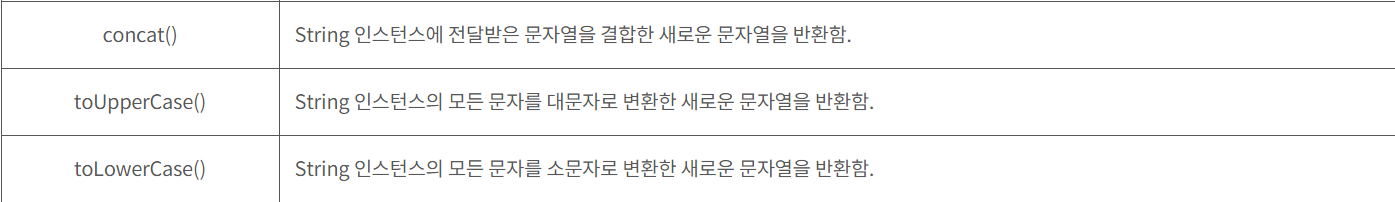 concat() String 인스턴스에 전달받은 문자열을 결합한 새로운 문자열을 반환함.
toUpperCase() String 인스턴스의 모든 문자를 대문자로 변환한 새로운 문자열을 반환함.
toLowerCase() String 인스턴스의 모든 문자를 소문자로 변환한 새로운 문자열을 반환함.